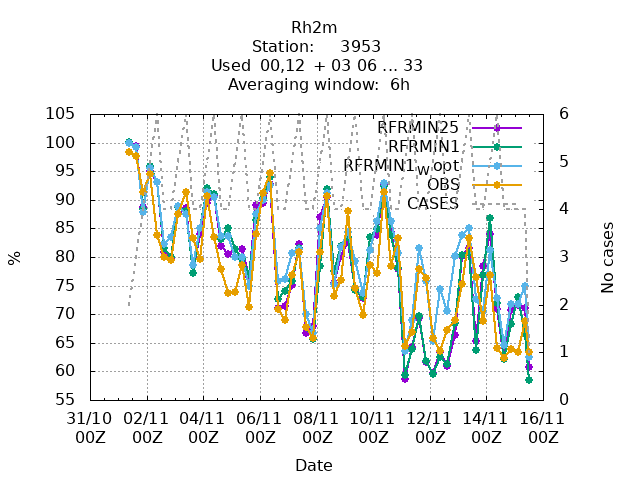 Rh2m
Station: 3953
Used 00,12 + 03 06 ... 33
Averaging window: 6h
105
100
95
90
85
80
75
70
65
60
55
%
6
5
4
3
2
1
0
No cases
RFRMIN25
RFRMIN1
RFRMIN1w opt
OBS
CASES
31/10 02/11 04/11 06/11 08/11 10/11 12/11 14/11 16/11
00Z 00Z 00Z 00Z 00Z 00Z 00Z 00Z 00Z
Date